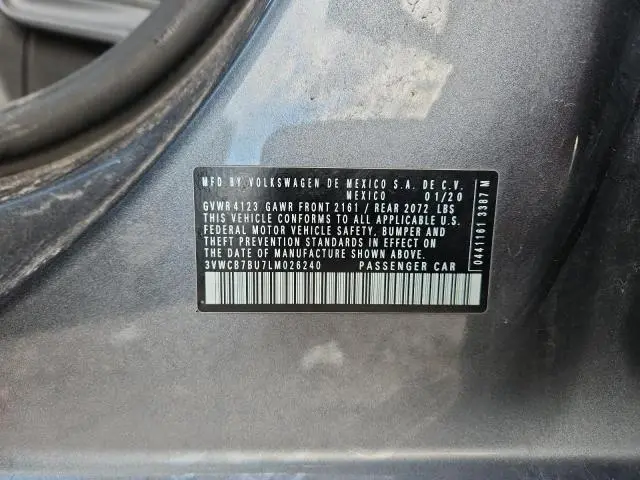 MFD BY VOLKSWAGEN DE MEXICO S.A. DE C.V.
MEXICO 01/20
GVWR 4123 GAWR FRONT 2161 / REAR 2072 LBS
THIS VEHICLE CONFORMS TO ALL APPLICABLE U.S.
FEDERAL MOTOR VEHICLE SAFETY, BUMPER AND
THEFT PREVENTION STANDARDS IN EFFECT ON
THE DATE OF MANUFACTURE SHOWN ABOVE.
3VWCB7BU7LM026240 PASSENGER CAR
0441161 3387 M